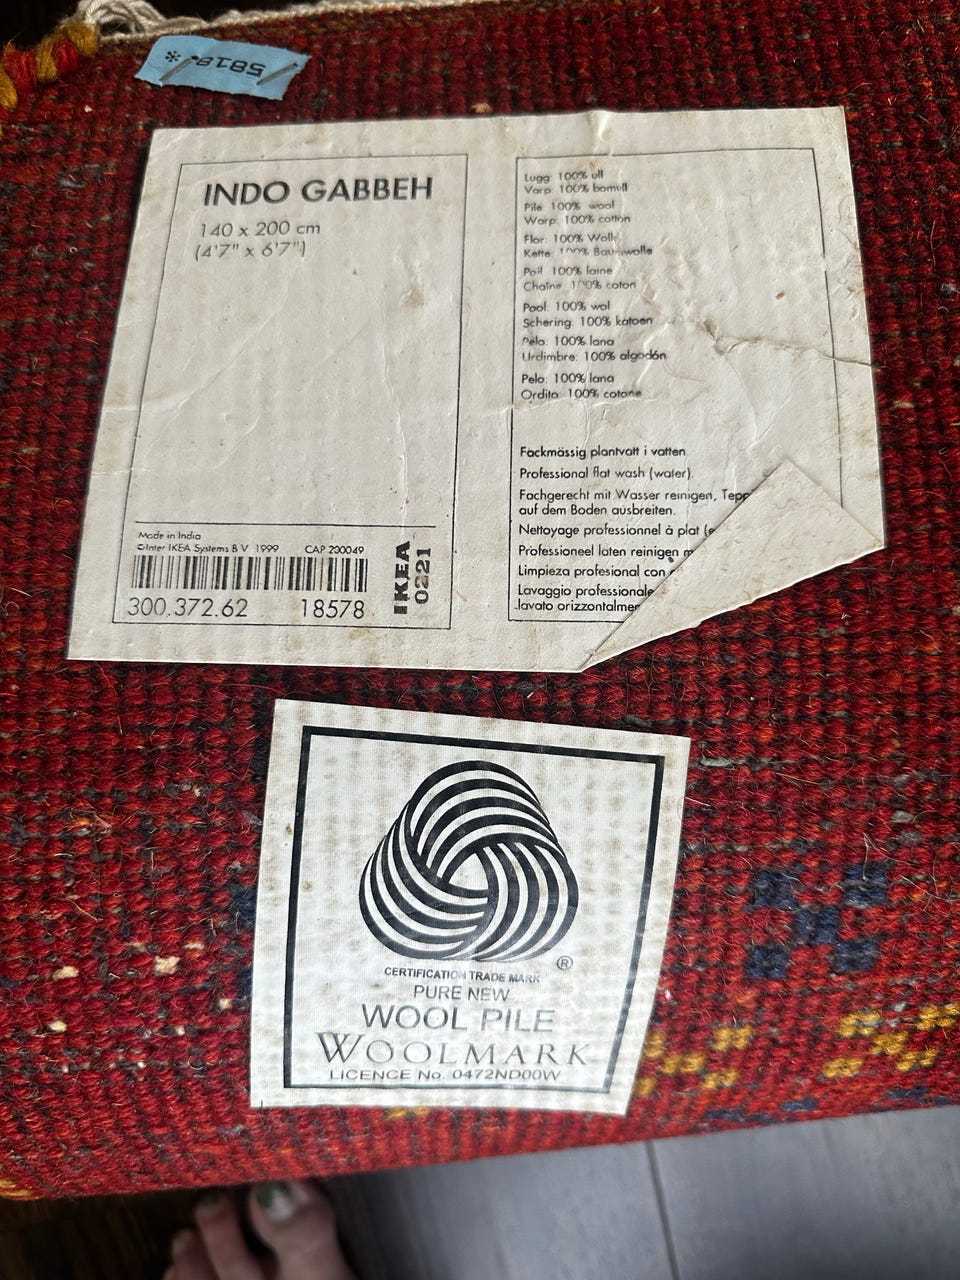 5818
INDO GABBEH
140 x 200 cm
(4'7" x 6'7")
Made in India
©Inter IKEA Systems B.V. 1999 CAP 200049
300.372.62 18578
IKEA
0221
Lugg: 100% ull
Varp: 100% bomull
Pile: 100% wool
Warp: 100% cotton
Flor: 100% Wolle
Kette: 100% Baumwolle
Poil: 100% laine
Chaîne: 100% coton
Pool: 100% wol
Schering: 100% katoen
Pelo: 100% lana
Urdimbre: 100% algodón
Pelo: 100% lana
Ordito: 100% cotone
Fackmässig plantvätt i vatten.
Professional flat wash (water).
Fachgerecht mit Wasser reinigen,
auf dem Boden ausbreiten.
Nettoyage professionnel à plat
Professioneel laten reinigen
Limpieza profesional con
Lavaggio professionale
lavato
®
CERTIFICATION TRADE MARK
PURE NEW
WOOL PILE
WOOLMARK
LICENCE No. 0472ND00W